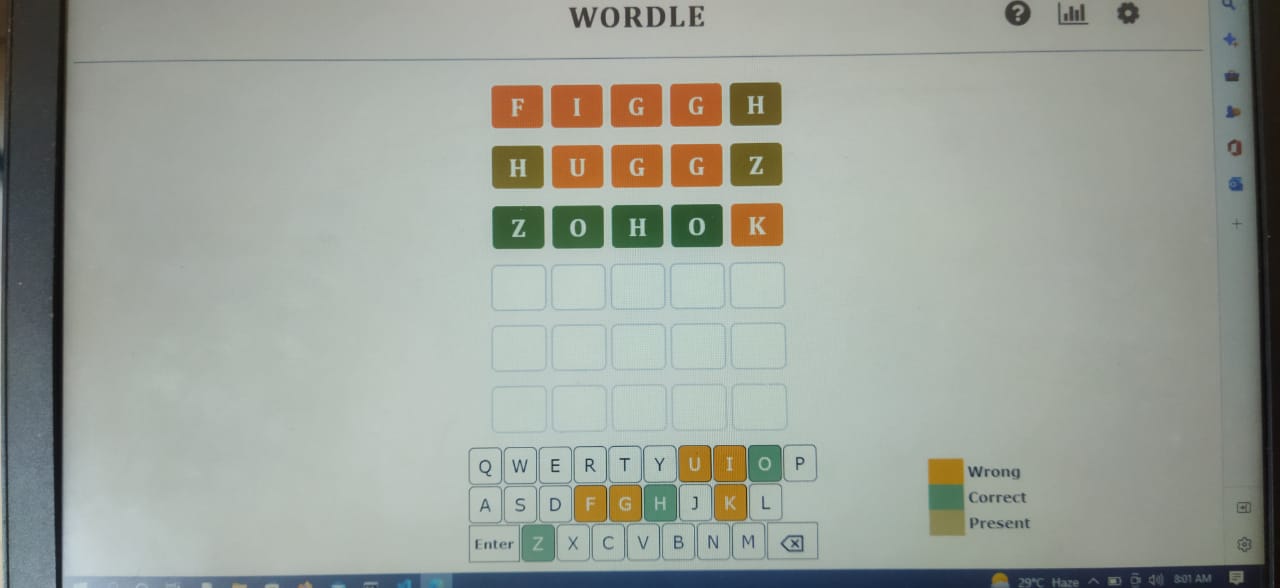 WORDLE
F I G G H
H U G G Z
Z O H O K
Q W E R T Y U I O P
A S D F G H J K L
Enter Z X C V B N M
Wrong
Correct
Present
29°C Haze 8:01 AM